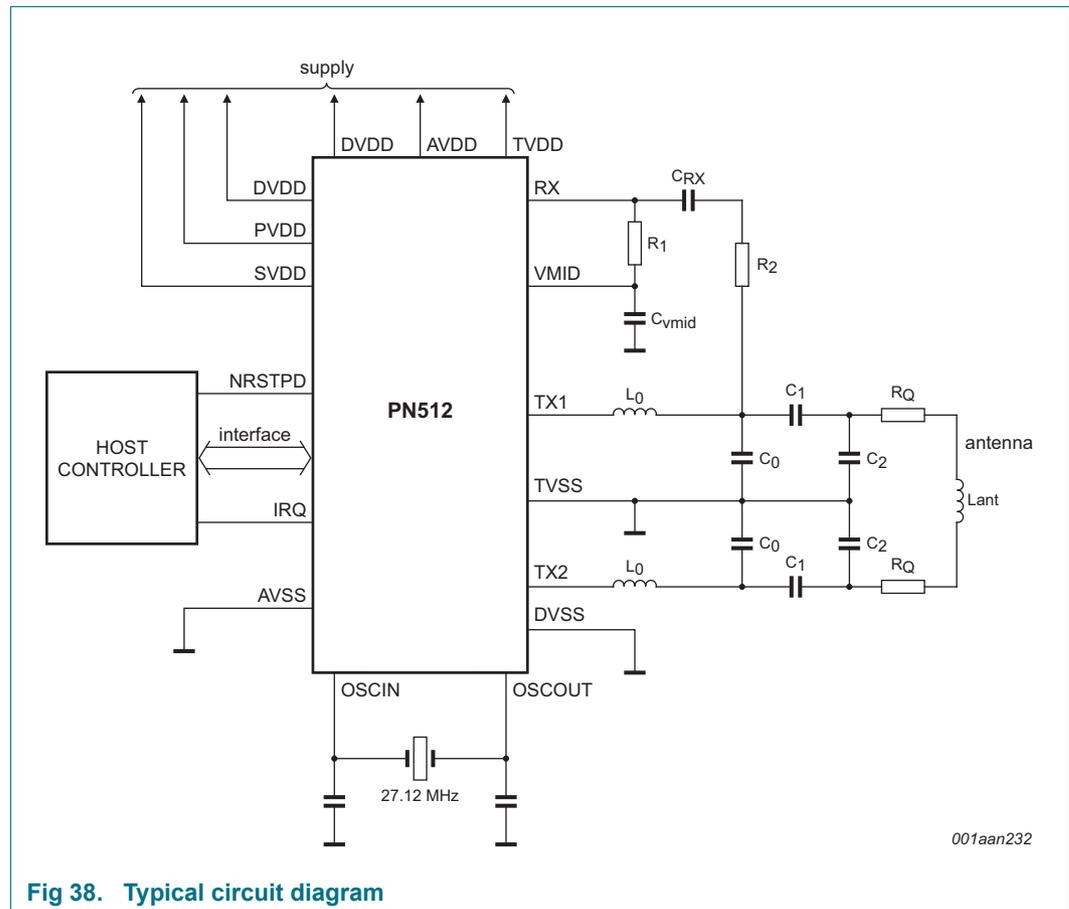 supply
DVDD AVDD TVDD
DVDD
PVDD
SVDD
NRSTPD
HOST
CONTROLLER
interface
IRQ
AVSS
PN512
RX
CRX
R1
R2
VMID
Cvmid
TX1
L0
C1
RQ
antenna
C0
C2
TVSS
Lant
C0
C2
TX2
L0
C1
RQ
DVSS
OSCIN OSCOUT
27.12 MHz
001aan232
Fig 38. Typical circuit diagram